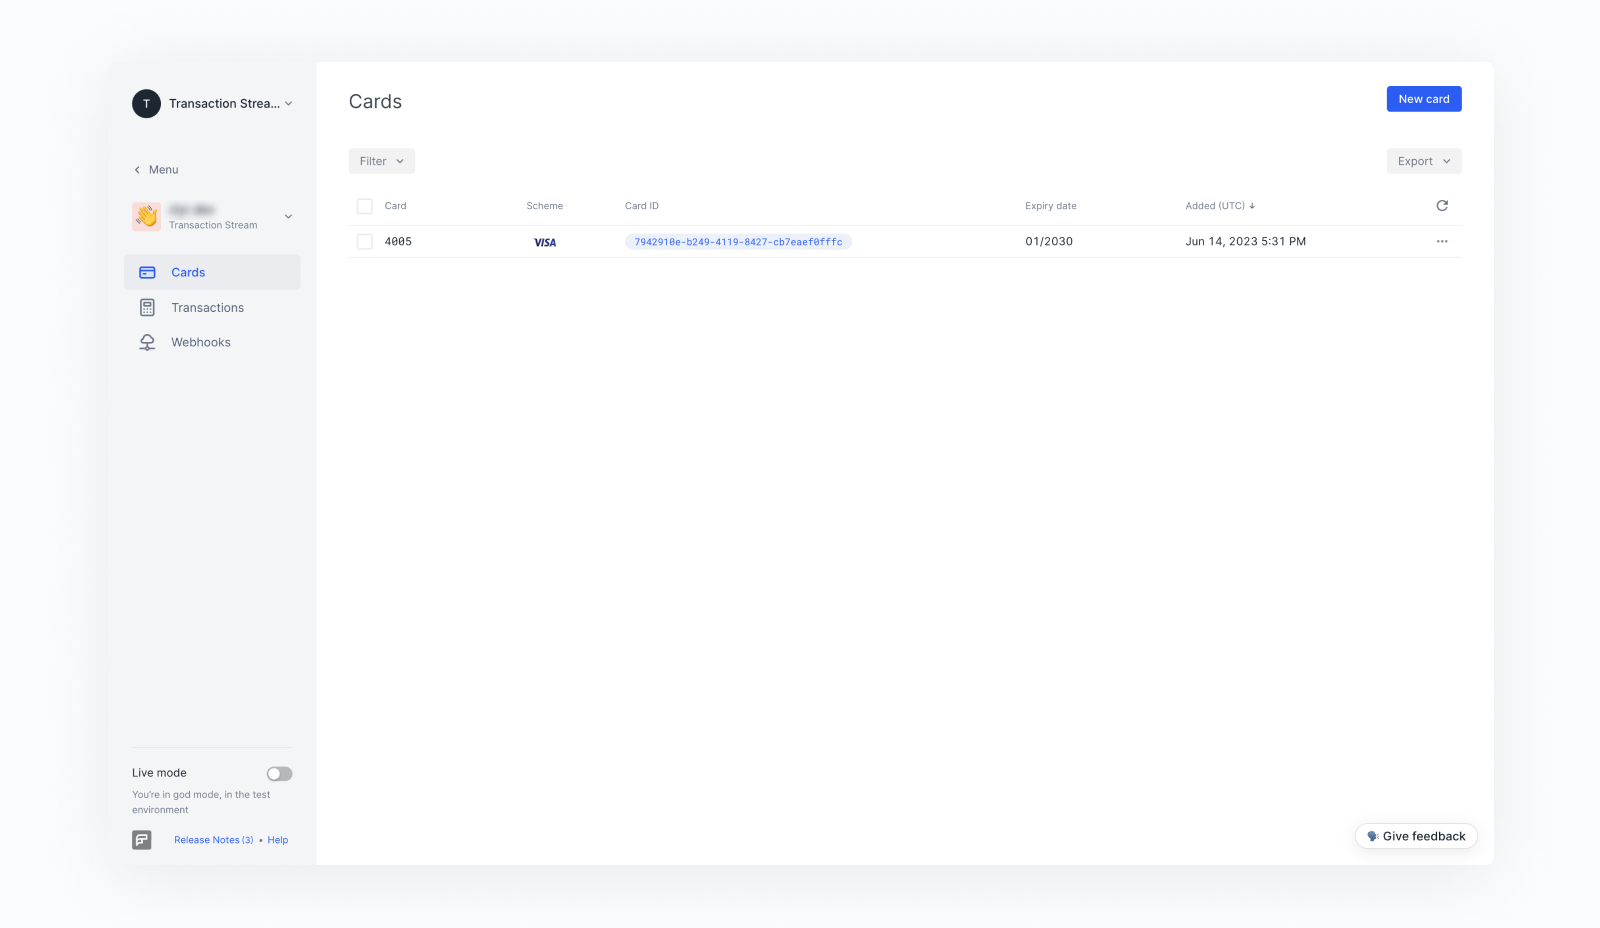 T
Transaction Strea...
Menu
Transaction Stream
Cards
Transactions
Webhooks
Live mode
You're in god mode, in the test
environment
Release Notes (3) • Help
Cards
New card
Filter
Export
Card Scheme Card ID Expiry date Added (UTC) ↓
4005 VISA 7942910e-b249-4119-8427-cb7eaef0fffc 01/2030 Jun 14, 2023 5:31 PM
Give feedback